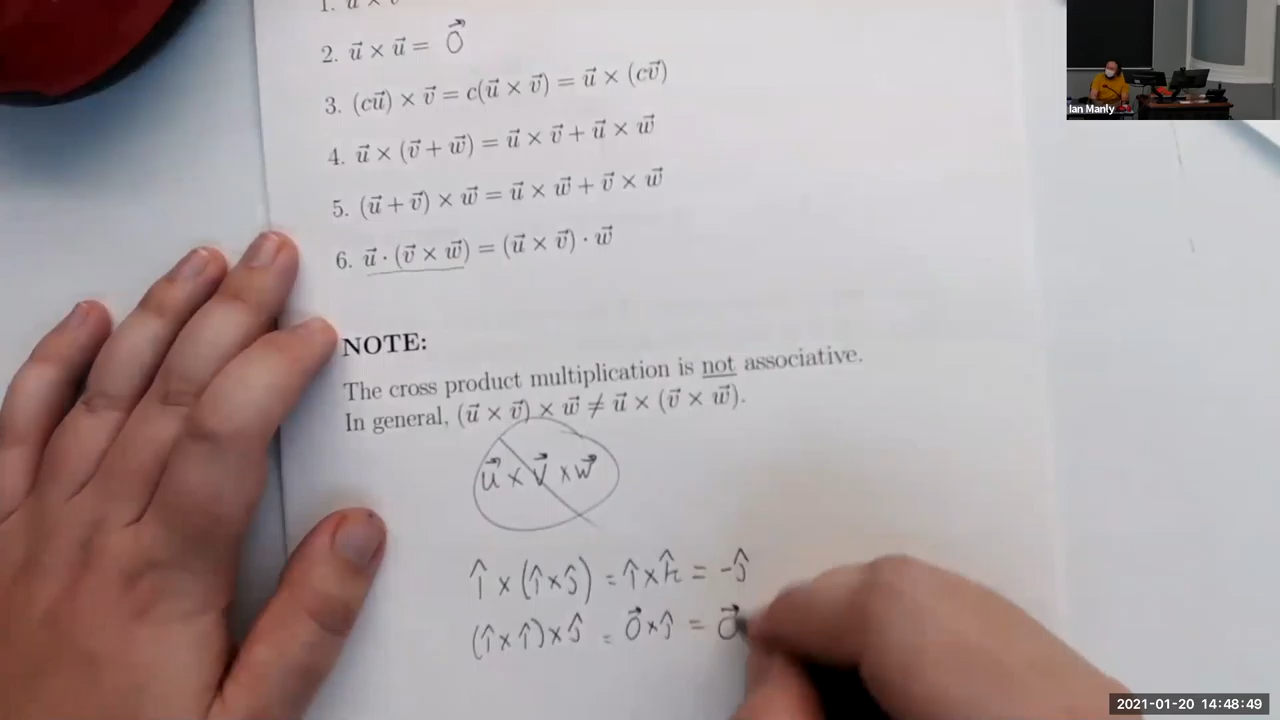 1. u⃗ × v⃗
2. u⃗ × u⃗ = 0⃗
3. (cu⃗) × v⃗ = c(u⃗ × v⃗) = u⃗ × (cv⃗)
4. u⃗ × (v⃗ + w⃗) = u⃗ × v⃗ + u⃗ × w⃗
5. (u⃗ + v⃗) × w⃗ = u⃗ × w⃗ + v⃗ × w⃗
6. u⃗ · (v⃗ × w⃗) = (u⃗ × v⃗) · w⃗
NOTE:
The cross product multiplication is not associative.
In general, (u⃗ × v⃗) × w⃗ ≠ u⃗ × (v⃗ × w⃗).
u⃗ × v⃗ × w⃗
î × (î × ĵ) = î × k̂ = -ĵ
(î × î) × ĵ = 0⃗ × ĵ = 0⃗
Ian Manly
2021-01-20 14:48:49